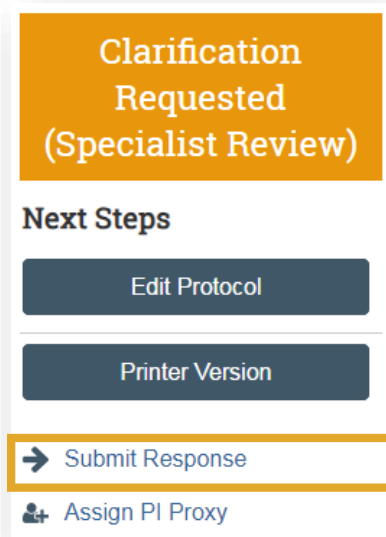 Clarification
Requested
(Specialist Review)
Next Steps
Edit Protocol
Printer Version
Submit Response
Assign PI Proxy